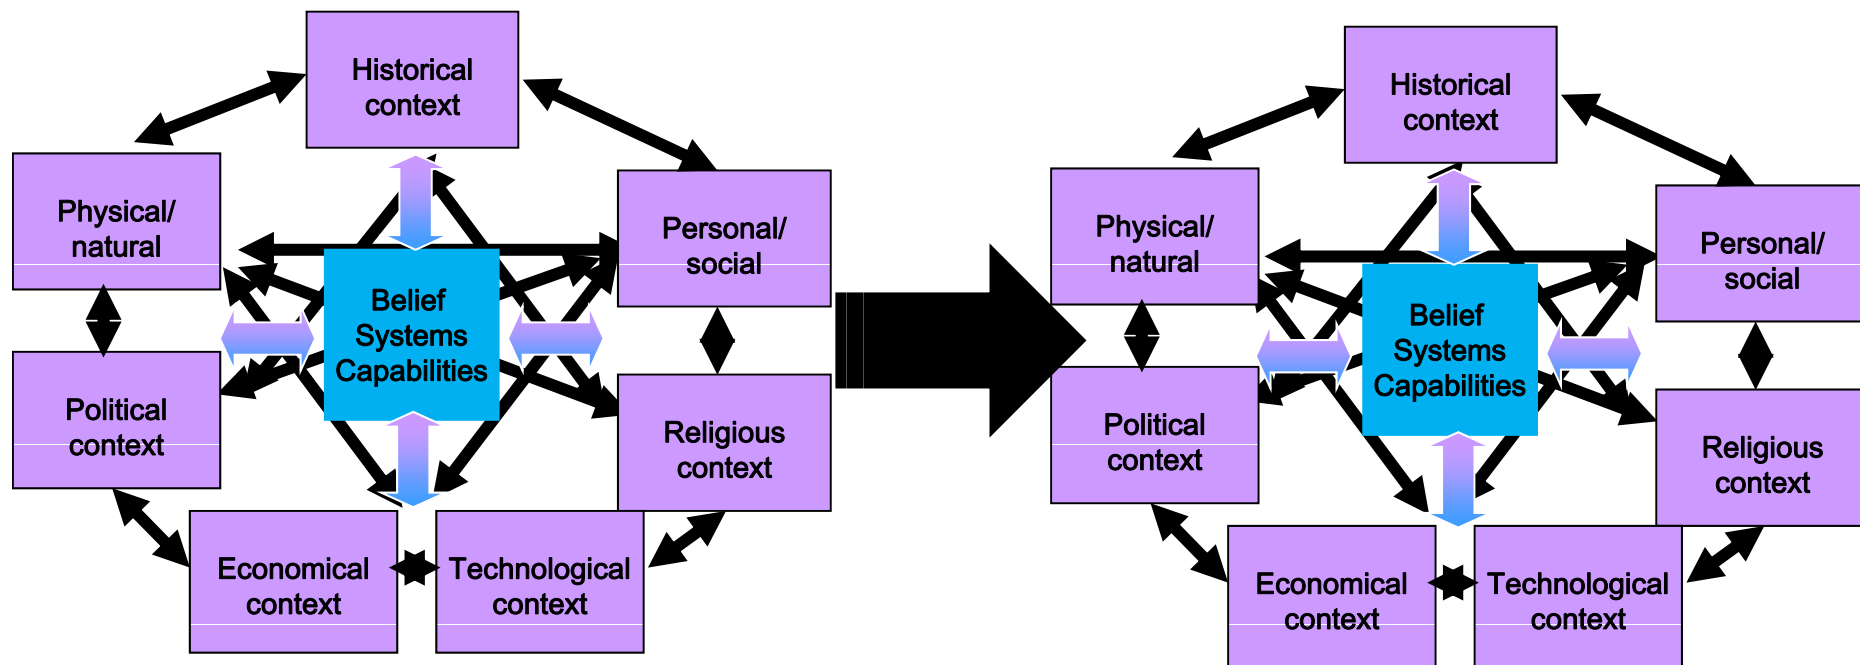 Historical
context
Physical/
natural
Personal/
social
Belief
Systems
Capabilities
Political
context
Religious
context
Economical
context
Technological
context
Historical
context
Physical/
natural
Personal/
social
Belief
Systems
Capabilities
Political
context
Religious
context
Economical
context
Technological
context